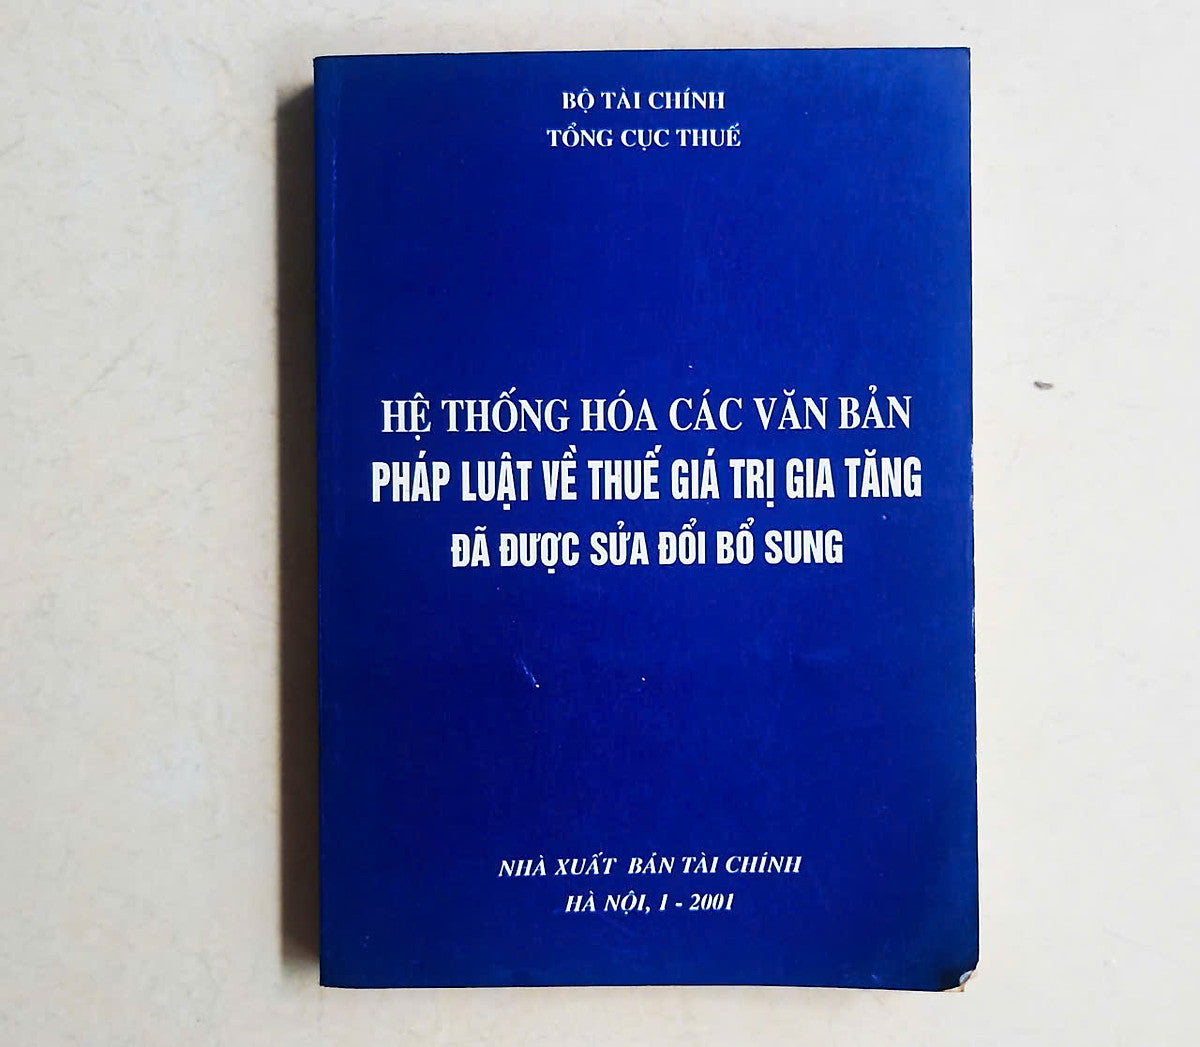 BỘ TÀI CHÍNH
TỔNG CỤC THUẾ
HỆ THỐNG HÓA CÁC VĂN BẢN
PHÁP LUẬT VỀ THUẾ GIÁ TRỊ GIA TĂNG
ĐÃ ĐƯỢC SỬA ĐỔI BỔ SUNG
NHÀ XUẤT BẢN TÀI CHÍNH
HÀ NỘI, 1 - 2001